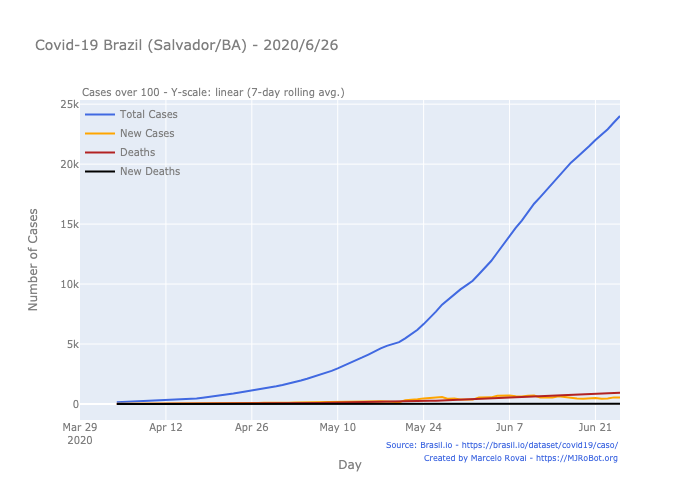 Covid-19 Brazil (Salvador/BA) - 2020/6/26
Cases over 100 - Y-scale: linear (7-day rolling avg.)
25k
Total Cases
New Cases
Deaths
New Deaths
20k
15k
10k
5k
0
Number of Cases
Mar 29
2020
Apr 12
Apr 26
May 10
May 24
Jun 7
Jun 21
Day
Source: Brasil.io - https://brasil.io/dataset/covid19/caso/
Created by Marcelo Rovai - https://MJRoBot.org